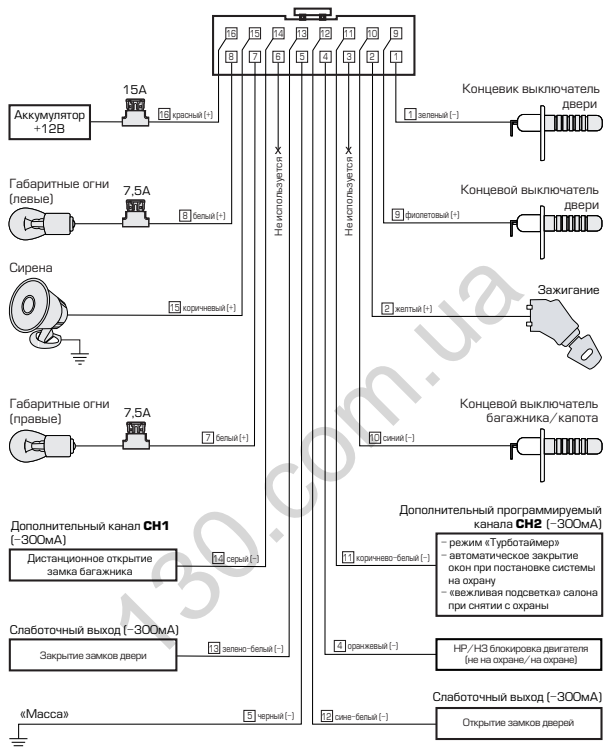 16 15 14 13 12 11 10 9
8 7 6 5 4 3 2 1
15А
Аккумулятор
+12В
16 красный (+)
Габаритные огни
(левые)
7,5А
8 белый (+)
Сирена
15 коричневый (+)
Габаритные огни
(правые)
7,5А
7 белый (+)
Дополнительный канал CH1
(–300мА)
Дистанционное открытие
замка багажника
14 серый (–)
Слаботочный выход (–300мА)
Закрытие замков двери
13 зелено-белый (–)
«Масса»
5 черный (–)
Не используется X
Не используется X
Концевик выключатель
двери
1 зеленый (–)
Концевой выключатель
двери
9 фиолетовый (+)
Зажигание
2 желтый (+)
Концевой выключатель
багажника/капота
10 синий (–)
Дополнительный программируемый
канала CH2 (–300мА)
11 коричнево-белый (–)
– режим «Турботаймер»
– автоматическое закрытие
окон при постановке системы
на охрану
– «вежливая подсветка» салона
при снятии с охраны
4 оранжевый (–)
НР/НЗ блокировка двигателя
(не на охране/на охране)
Слаботочный выход (–300мА)
12 сине-белый (–)
Открытие замков дверей
130.com.ua